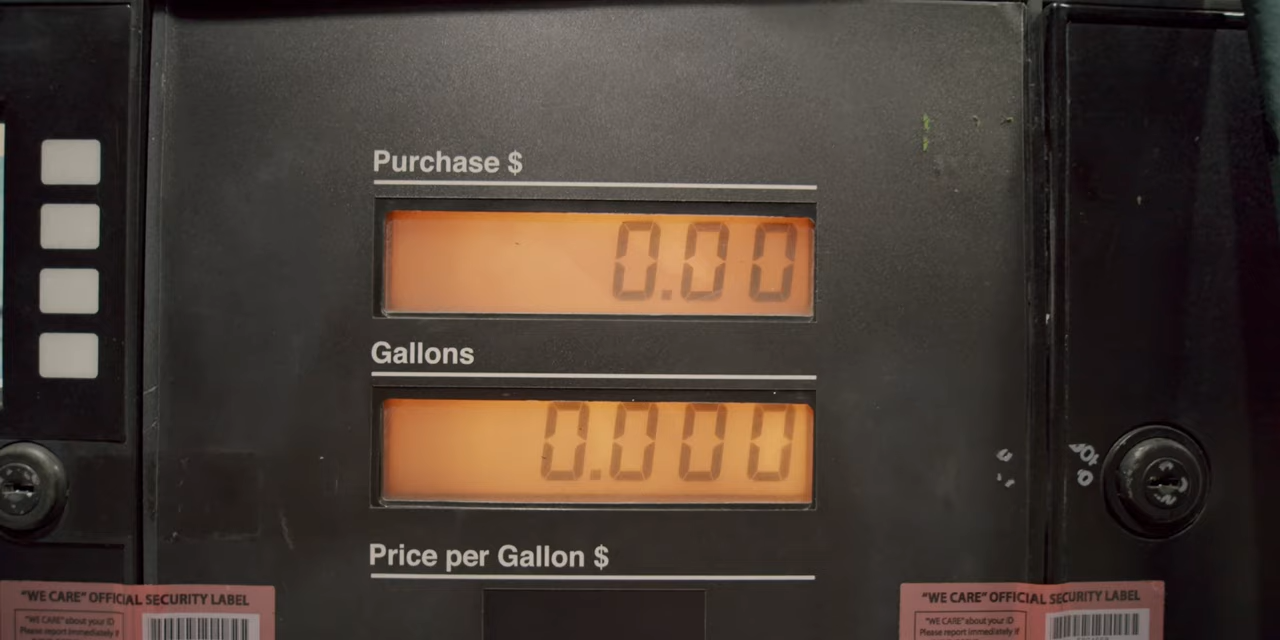 Purchase $
0.00
Gallons
0.000
Price per Gallon $
"WE CARE" OFFICIAL SECURITY LABEL
"WE CARE" about your ID
Please report immediately if
"WE CARE" OFFICIAL SECURITY LABEL
"WE CARE" about your ID
Please report immediately if